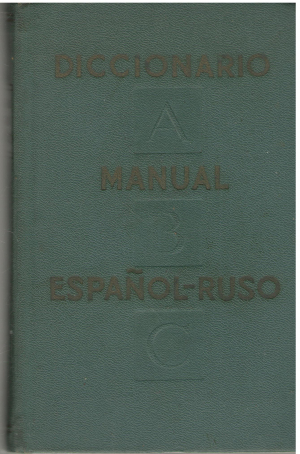 DICCIONARIO
A
MANUAL
B
ESPAÑOL-RUSO
C